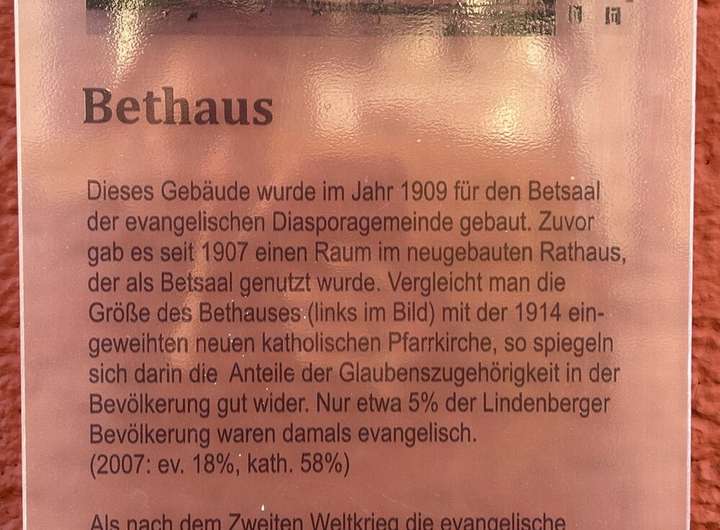 Bethaus
Dieses Gebäude wurde im Jahr 1909 für den Betsaal
der evangelischen Diasporagemeinde gebaut. Zuvor
gab es seit 1907 einen Raum im neugebauten Rathaus,
der als Betsaal genutzt wurde. Vergleicht man die
Größe des Bethauses (links im Bild) mit der 1914 ein-
geweihten neuen katholischen Pfarrkirche, so spiegeln
sich darin die Anteile der Glaubenszugehörigkeit in der
Bevölkerung gut wider. Nur etwa 5% der Lindenberger
Bevölkerung waren damals evangelisch.
(2007: ev. 18%, kath. 58%)
Als nach dem Zweiten Weltkrieg die evangelische